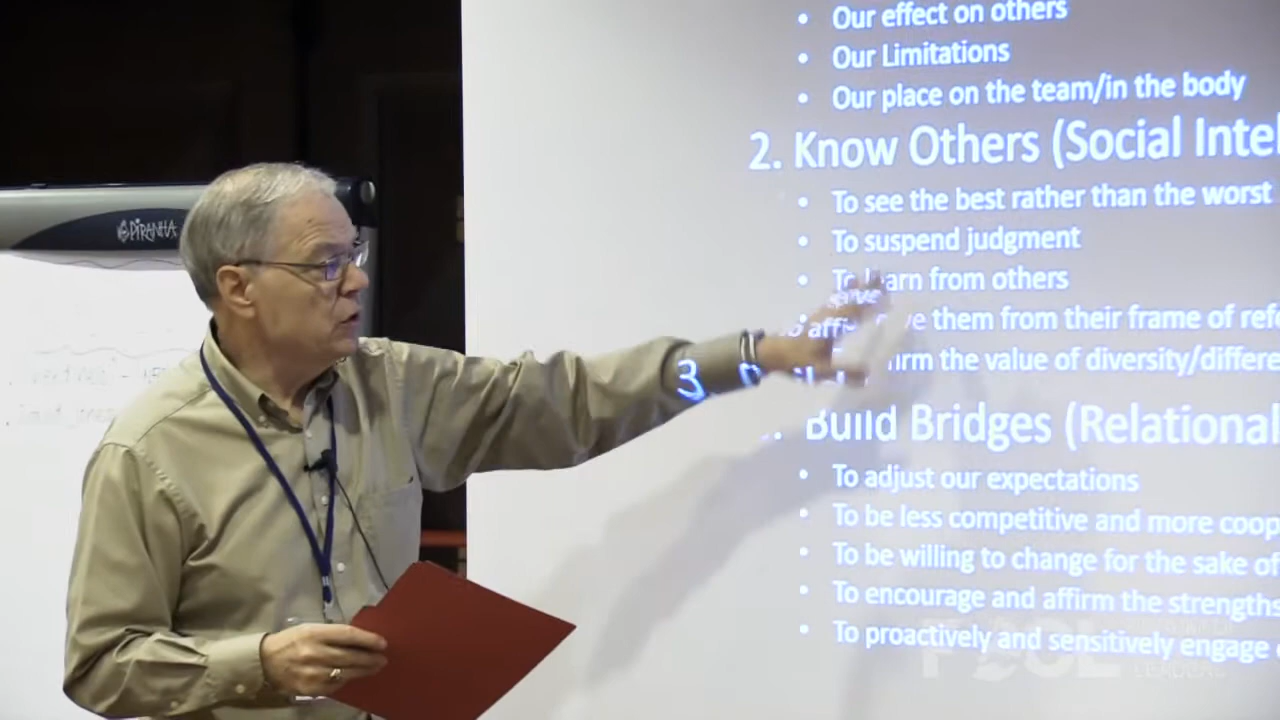 • Our effect on others
• Our Limitations
• Our place on the team/in the body
2. Know Others (Social Intel
• To see the best rather than the worst
• To suspend judgment
• To learn from others
them from their frame of refe
the value of diversity/differe
Build Bridges (Relational
• To adjust our expectations
• To be less competitive and more coop
• To be willing to change for the sake of
• To encourage and affirm the strengths
• To proactively and sensitively engage
PIRANHA
3